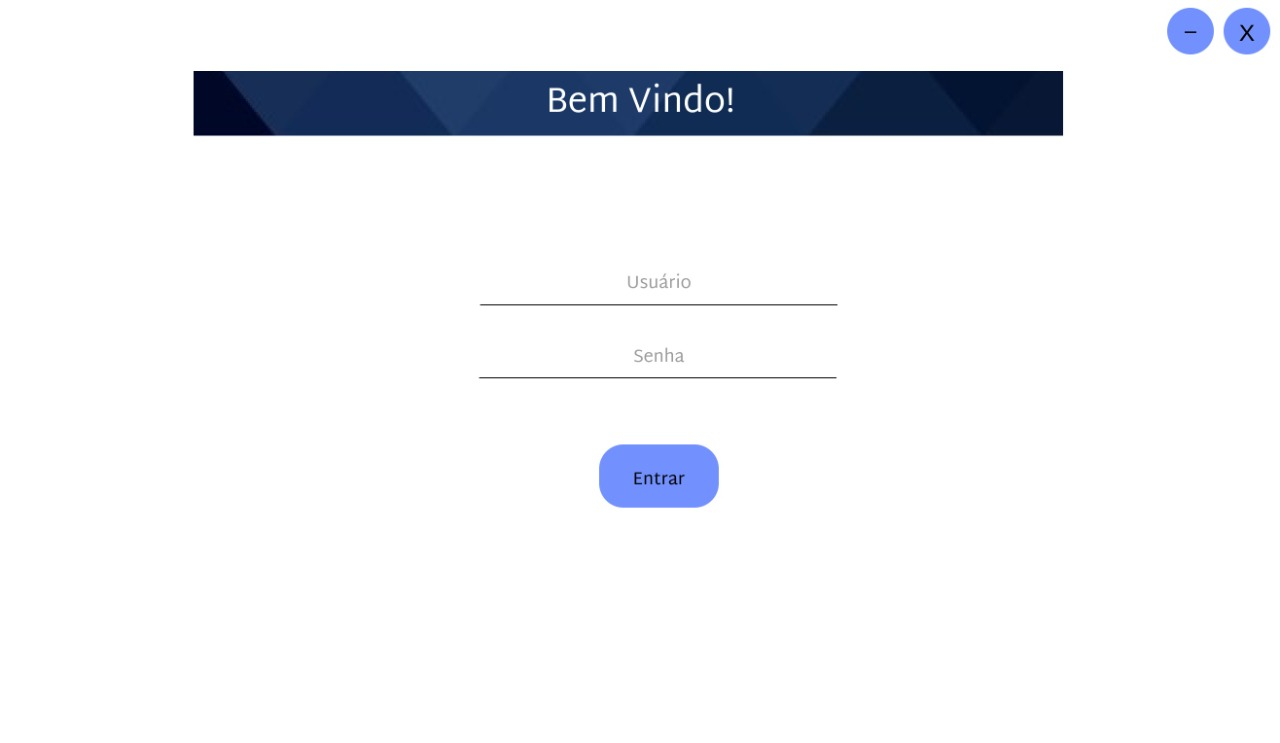 – X
Bem Vindo!
Usuário
Senha
Entrar